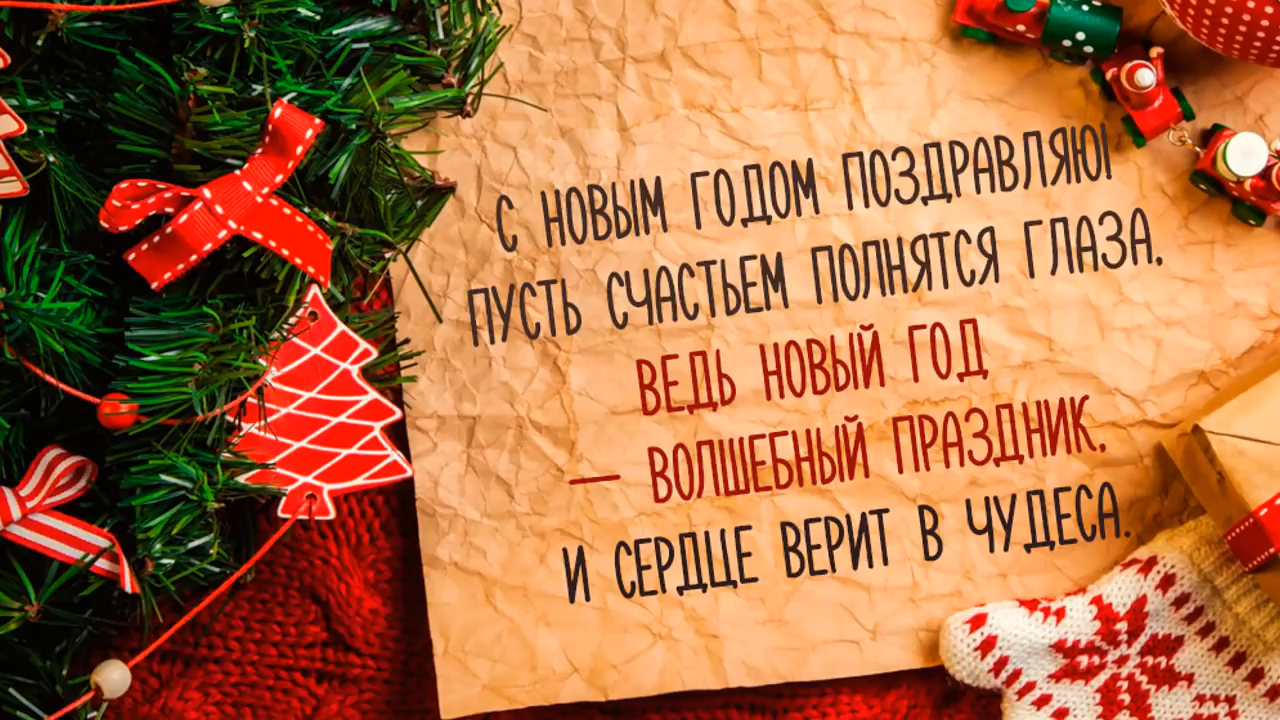 С НОВЫМ ГОДОМ ПОЗДРАВЛЯЮ!
ПУСТЬ СЧАСТЬЕМ ПОЛНЯТСЯ ГЛАЗА,
ВЕДЬ НОВЫЙ ГОД
— ВОЛШЕБНЫЙ ПРАЗДНИК,
И СЕРДЦЕ ВЕРИТ В ЧУДЕСА.